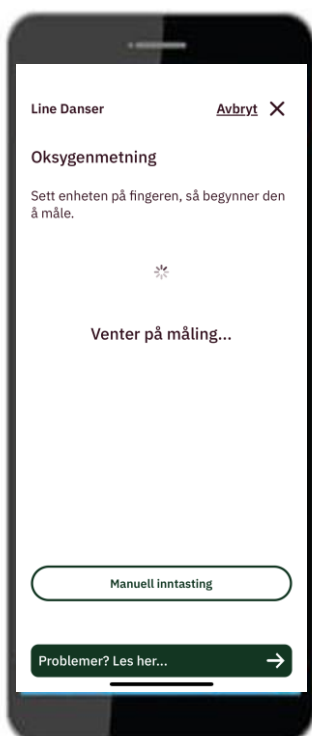 Line Danser
Avbryt
Oksygenmetning
Sett enheten på fingeren, så begynner den
å måle.
Venter på måling...
Manuell inntasting
Problemer? Les her...